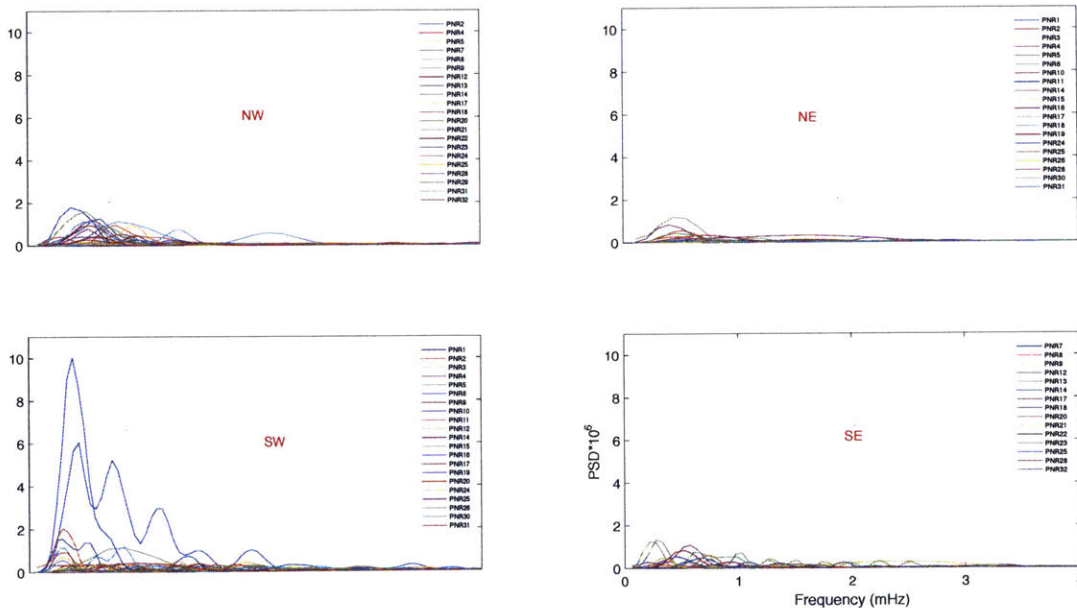 10
8
6
4
2
0
NW
PNR2
PNR4
PNR5
PNR7
PNR8
PNR9
PNR12
PNR13
PNR14
PNR17
PNR18
PNR20
PNR21
PNR22
PNR23
PNR24
PNR25
PNR28
PNR29
PNR31
PNR32
10
8
6
4
2
0
NE
PNR1
PNR2
PNR3
PNR4
PNR5
PNR6
PNR10
PNR11
PNR14
PNR15
PNR16
PNR17
PNR18
PNR19
PNR24
PNR25
PNR26
PNR28
PNR30
PNR31
10
8
6
4
2
0
SW
PNR1
PNR2
PNR3
PNR4
PNR5
PNR8
PNR9
PNR10
PNR11
PNR12
PNR14
PNR15
PNR16
PNR17
PNR19
PNR20
PNR24
PNR25
PNR26
PNR30
PNR31
PSD*10^6
10
8
6
4
2
0
SE
PNR7
PNR8
PNR9
PNR12
PNR13
PNR14
PNR17
PNR18
PNR20
PNR21
PNR22
PNR23
PNR25
PNR28
PNR32
0 1 2 3
Frequency (mHz)